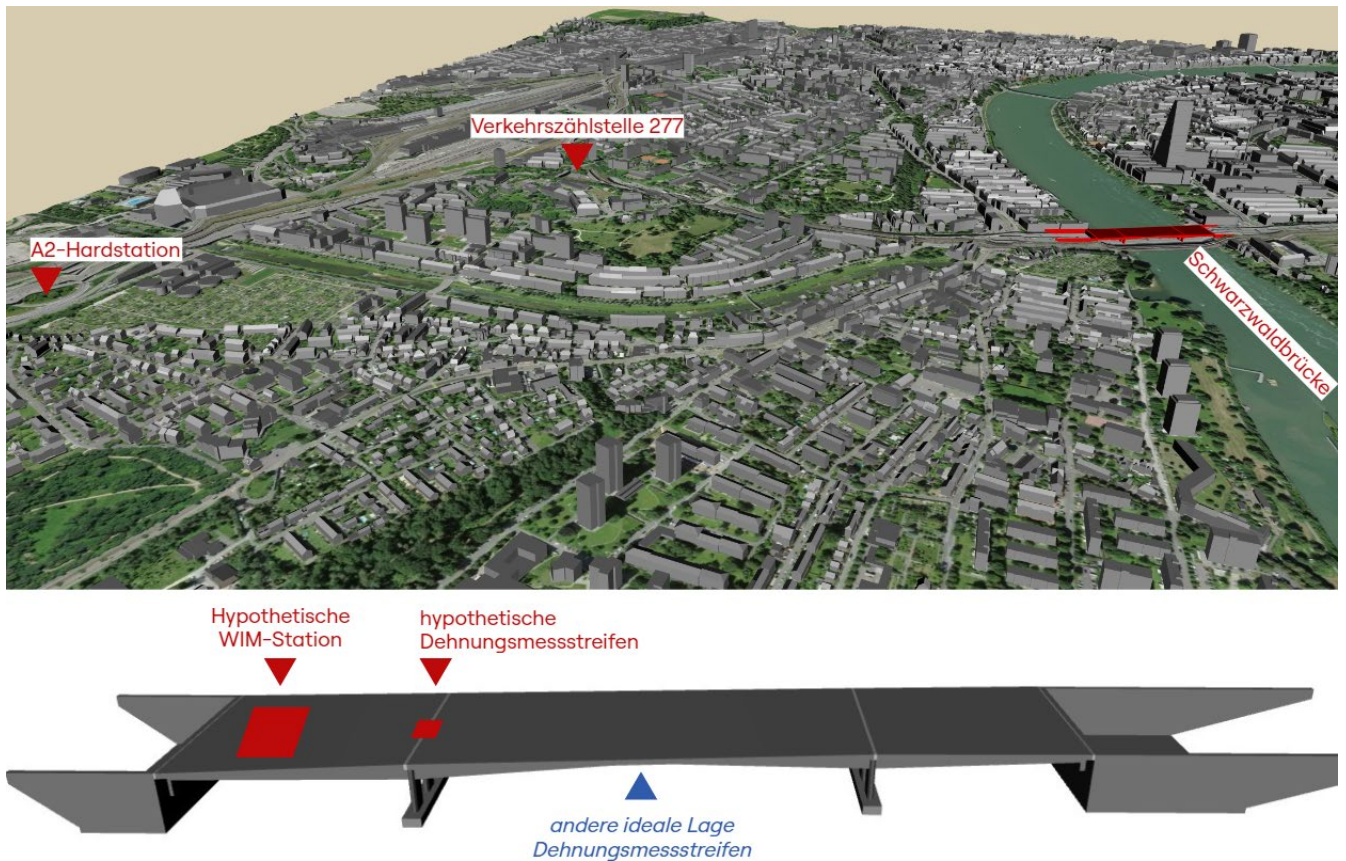 Verkehrszählstelle 277
A2-Hardstation
Schwarzwaldbrücke
Hypothetische
WIM-Station
hypothetische
Dehnungsmessstreifen
andere ideale Lage
Dehnungsmessstreifen